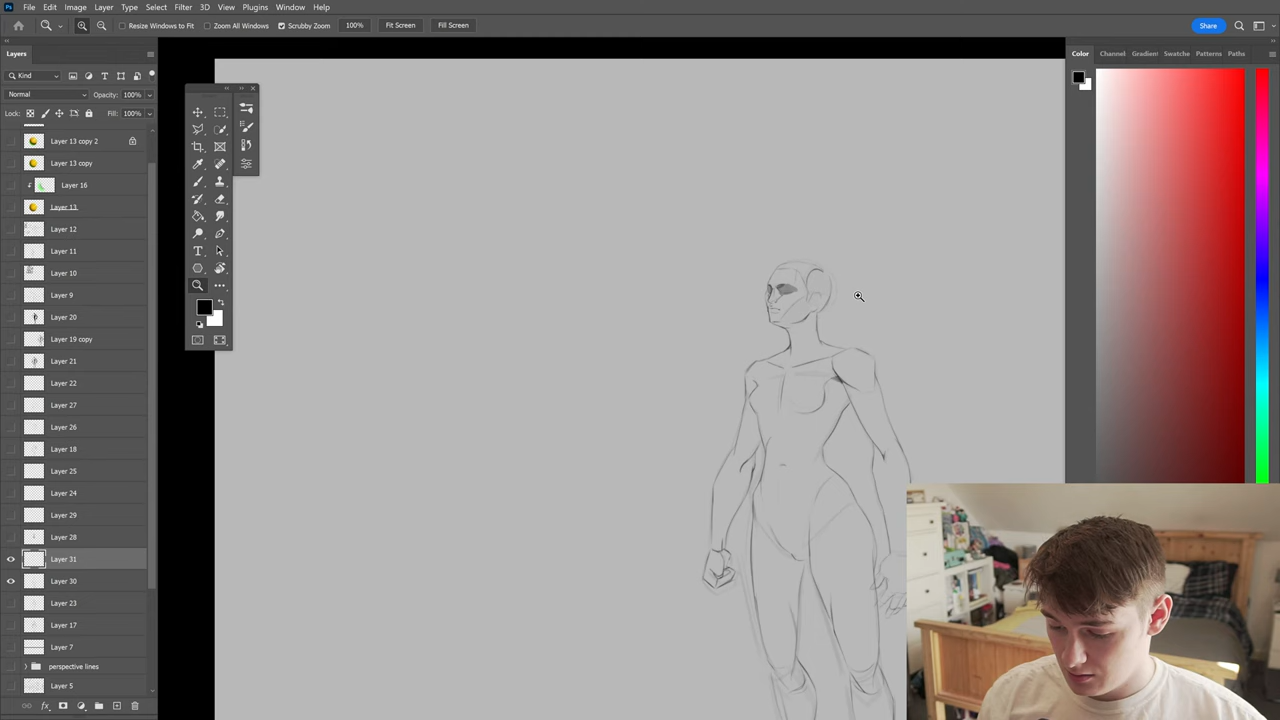 Ps File Edit Image Layer Type Select Filter 3D View Plugins Window Help
Resize Windows to Fit Zoom All Windows Scrubby Zoom 100% Fit Screen Fill Screen Share
Layers
Color Channel Gradien Swatche Patterns Paths
Kind
Normal Opacity: 100%
Lock: Fill: 100%
Layer 13 copy 2
Layer 13 copy
Layer 16
Layer 13
Layer 12
Layer 11
Layer 10
Layer 9
Layer 20
Layer 19 copy
Layer 21
Layer 22
Layer 27
Layer 26
Layer 18
Layer 25
Layer 24
Layer 29
Layer 28
Layer 31
Layer 30
Layer 23
Layer 17
Layer 7
perspective lines
Layer 5
fx